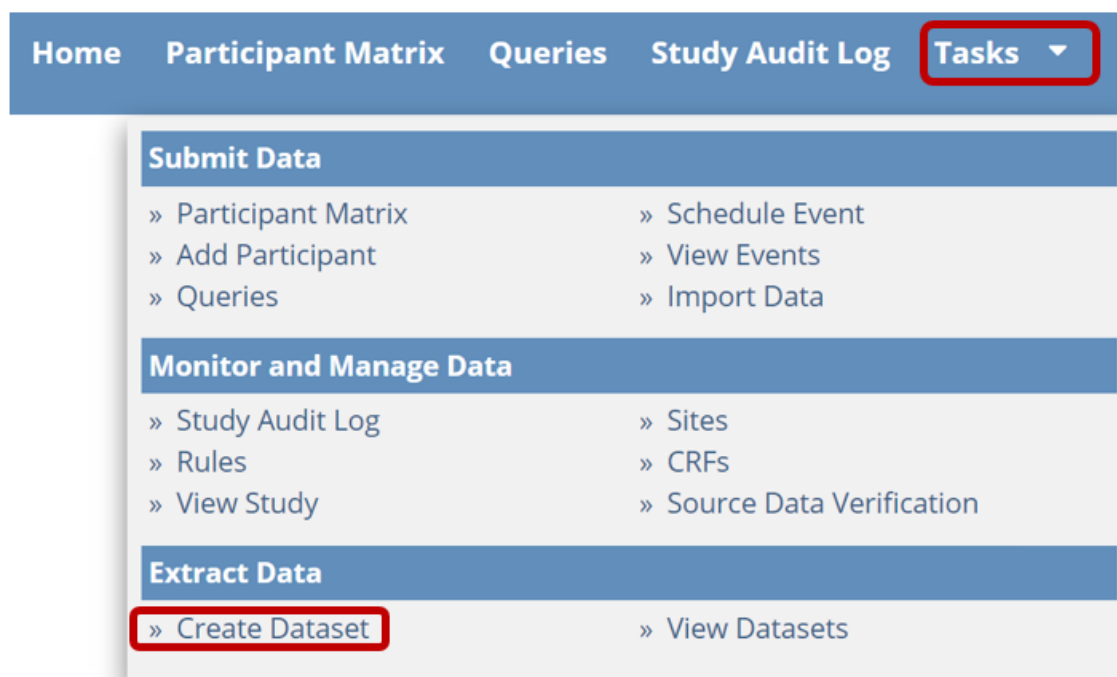 Home Participant Matrix Queries Study Audit Log Tasks
Submit Data
» Participant Matrix » Schedule Event
» Add Participant » View Events
» Queries » Import Data
Monitor and Manage Data
» Study Audit Log » Sites
» Rules » CRFs
» View Study » Source Data Verification
Extract Data
» Create Dataset » View Datasets